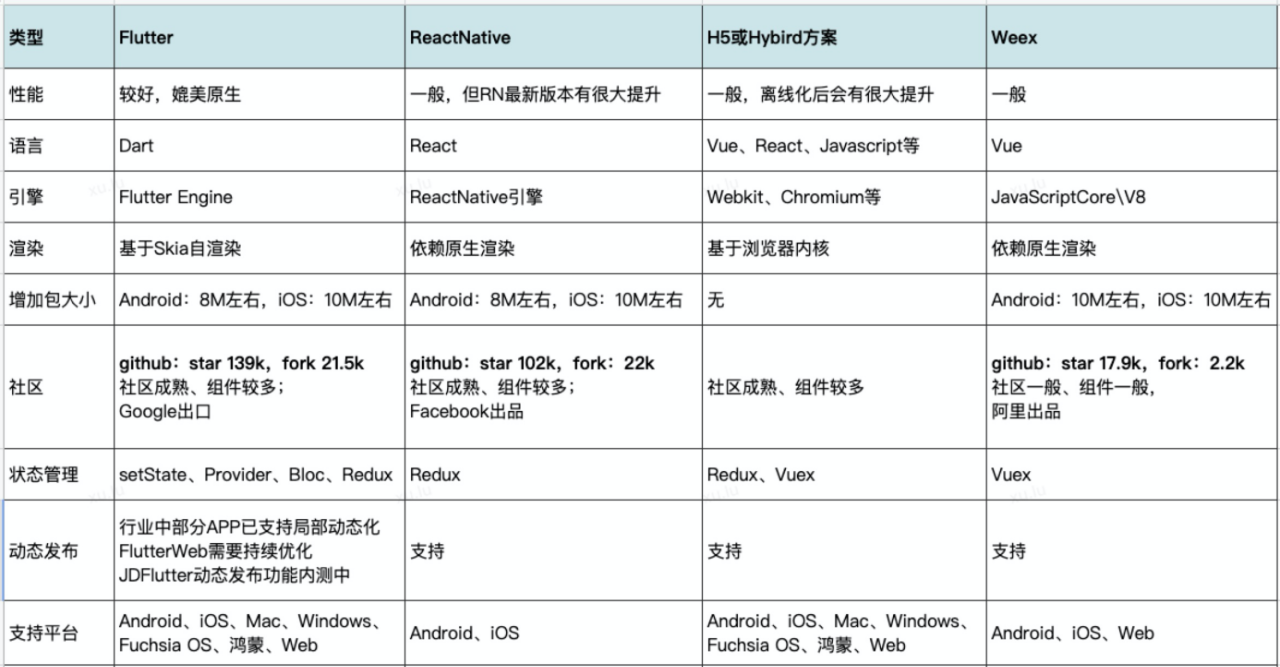 类型 Flutter ReactNative H5或Hybird方案 Weex
性能 较好，媲美原生 一般，但RN最新版本有很大提升 一般，离线化后会有很大提升 一般
语言 Dart React Vue、React、Javascript等 Vue
引擎 Flutter Engine ReactNative引擎 Webkit、Chromium等 JavaScriptCore\V8
渲染 基于Skia自渲染 依赖原生渲染 基于浏览器内核 依赖原生渲染
增加包大小 Android：8M左右，iOS：10M左右 Android：8M左右，iOS：10M左右 无 Android：10M左右，iOS：10M左右
社区
github：star 139k，fork 21.5k
社区成熟、组件较多；
Google出口
github：star 102k，fork：22k
社区成熟、组件较多；
Facebook出品
社区成熟、组件较多
github：star 17.9k，fork：2.2k
社区一般、组件一般，
阿里出品
状态管理 setState、Provider、Bloc、Redux Redux Redux、Vuex Vuex
动态发布
行业中部分APP已支持局部动态化
FlutterWeb需要持续优化
JDFlutter动态发布功能内测中
支持
支持
支持
支持平台
Android、iOS、Mac、Windows、
Fuchsia OS、鸿蒙、Web
Android、iOS
Android、iOS、Mac、Windows、
Fuchsia OS、鸿蒙、Web
Android、iOS、Web